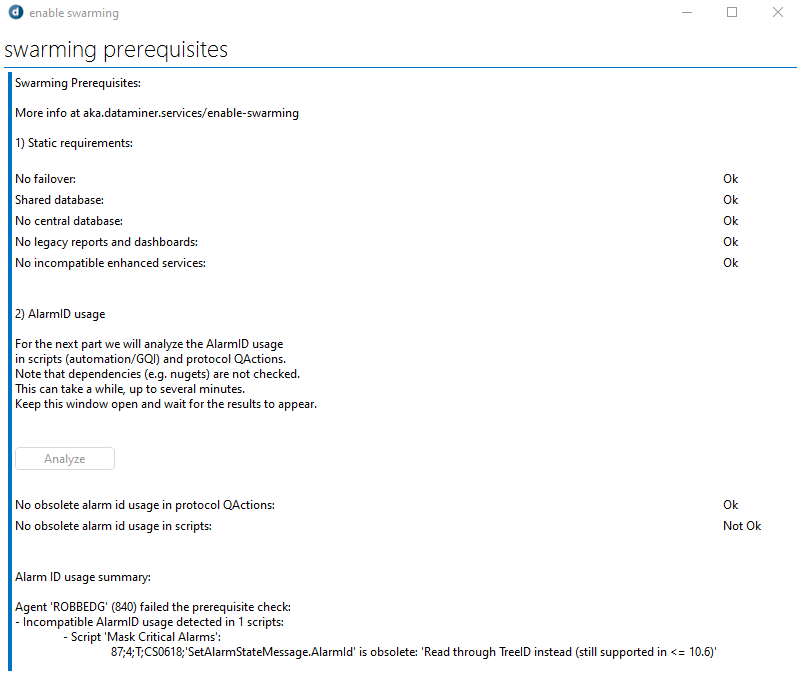 enable swarming
swarming prerequisites
Swarming Prerequisites:
More info at aka.dataminer.services/enable-swarming
1) Static requirements:
No failover: Ok
Shared database: Ok
No central database: Ok
No legacy reports and dashboards: Ok
No incompatible enhanced services: Ok
2) AlarmID usage
For the next part we will analyze the AlarmID usage
in scripts (automation/GQI) and protocol QActions.
Note that dependencies (e.g. nugets) are not checked.
This can take a while, up to several minutes.
Keep this window open and wait for the results to appear.
Analyze
No obsolete alarm id usage in protocol QActions: Ok
No obsolete alarm id usage in scripts: Not Ok
Alarm ID usage summary:
Agent 'ROBBEDG' (840) failed the prerequisite check:
- Incompatible AlarmID usage detected in 1 scripts:
- Script 'Mask Critical Alarms':
87;4;T;CS0618;'SetAlarmStateMessage.AlarmId' is obsolete: 'Read through TreeID instead (still supported in <= 10.6)'